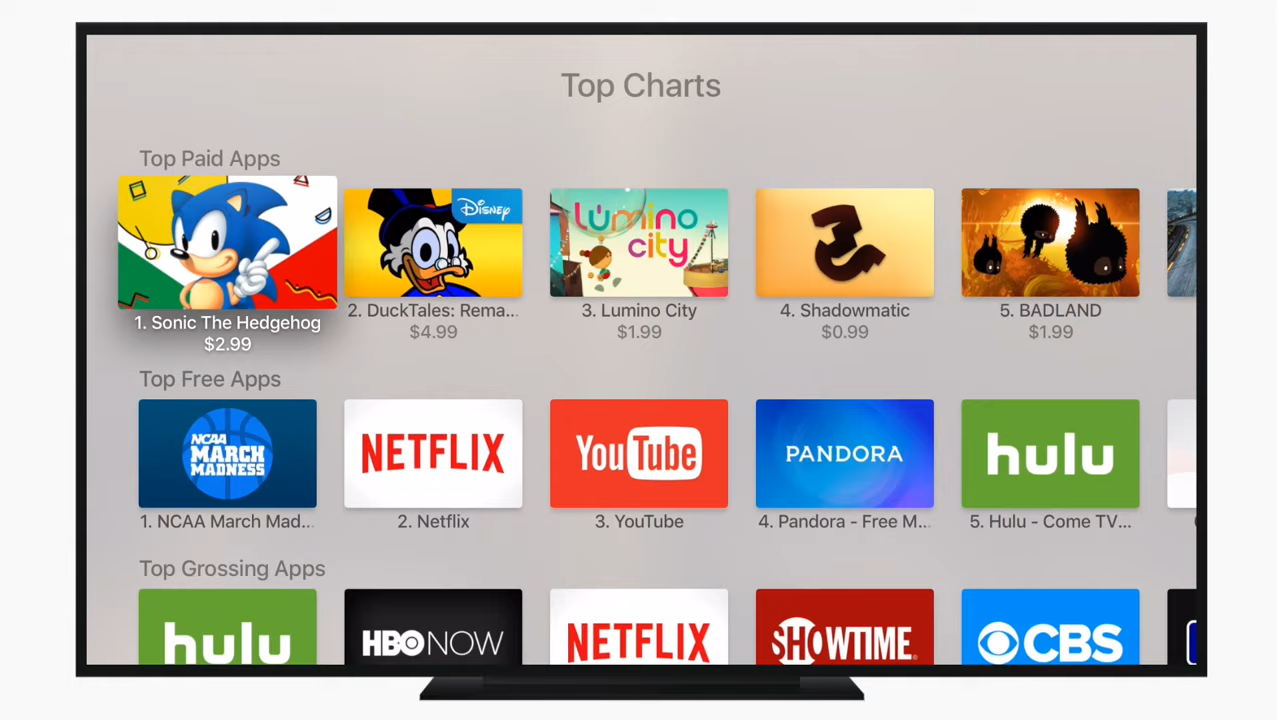 Top Charts
Top Paid Apps
Disney
Lumino
city
1. Sonic The Hedgehog
2. DuckTales: Rema...
3. Lumino City
4. Shadowmatic
5. BADLAND
$2.99
$4.99
$1.99
$0.99
$1.99
Top Free Apps
NCAA
MARCH
MADNESS
NETFLIX
YouTube
PANDORA
hulu
1. NCAA March Mad...
2. Netflix
3. YouTube
4. Pandora - Free M...
5. Hulu - Come TV...
Top Grossing Apps
hulu
HBO NOW
NETFLIX
SHOWTIME
CBS